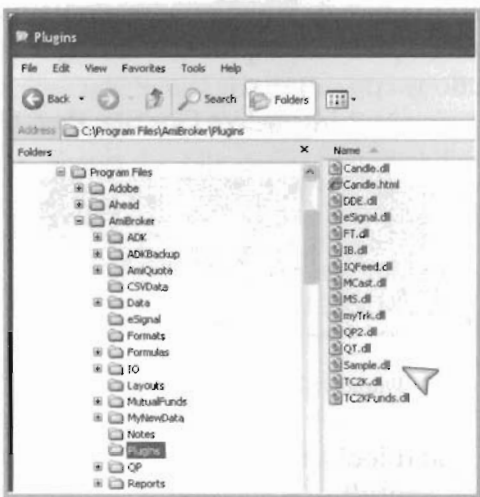 Plugins
File Edit View Favorites Tools Help
Back Search Folders
Address C:\Program Files\AmiBroker\Plugins
Folders
Program Files
Adobe
Ahead
AmiBroker
ADK
ADKBackup
AmiQuote
CSVData
Data
eSignal
Formats
Formulas
IO
Layouts
MutualFunds
MyNewData
Notes
Plugins
QP
Reports
Name
Candle.dll
Candle.html
DDE.dll
eSignal.dll
FT.dll
IB.dll
IQFeed.dll
MCast.dll
MS.dll
myTrk.dll
QP2.dll
QT.dll
Sample.dll
TC2K.dll
TC2KFunds.dll